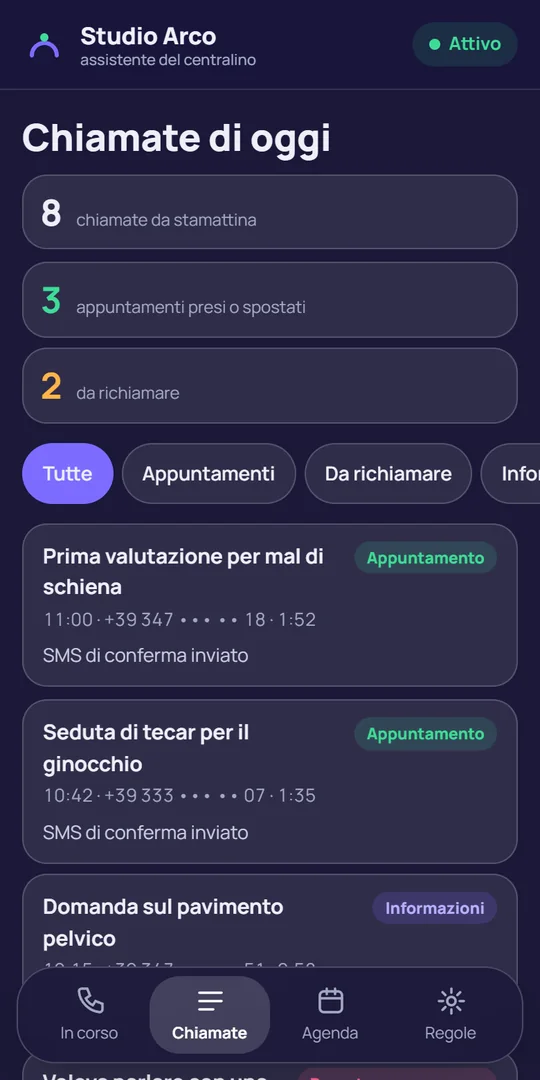 Studio Arco
assistente del centralino
Attivo
Chiamate di oggi
8 chiamate da stamattina
3 appuntamenti presi o spostati
2 da richiamare
Tutte
Appuntamenti
Da richiamare
Prima valutazione per mal di
schiena
Appuntamento
11:00 · +39 347 ••• •• 18 · 1:52
SMS di conferma inviato
Seduta di tecar per il
ginocchio
Appuntamento
10:42 · +39 333 ••• •• 07 · 1:35
SMS di conferma inviato
Domanda sul pavimento
pelvico
Informazioni
In corso
Chiamate
Agenda
Regole